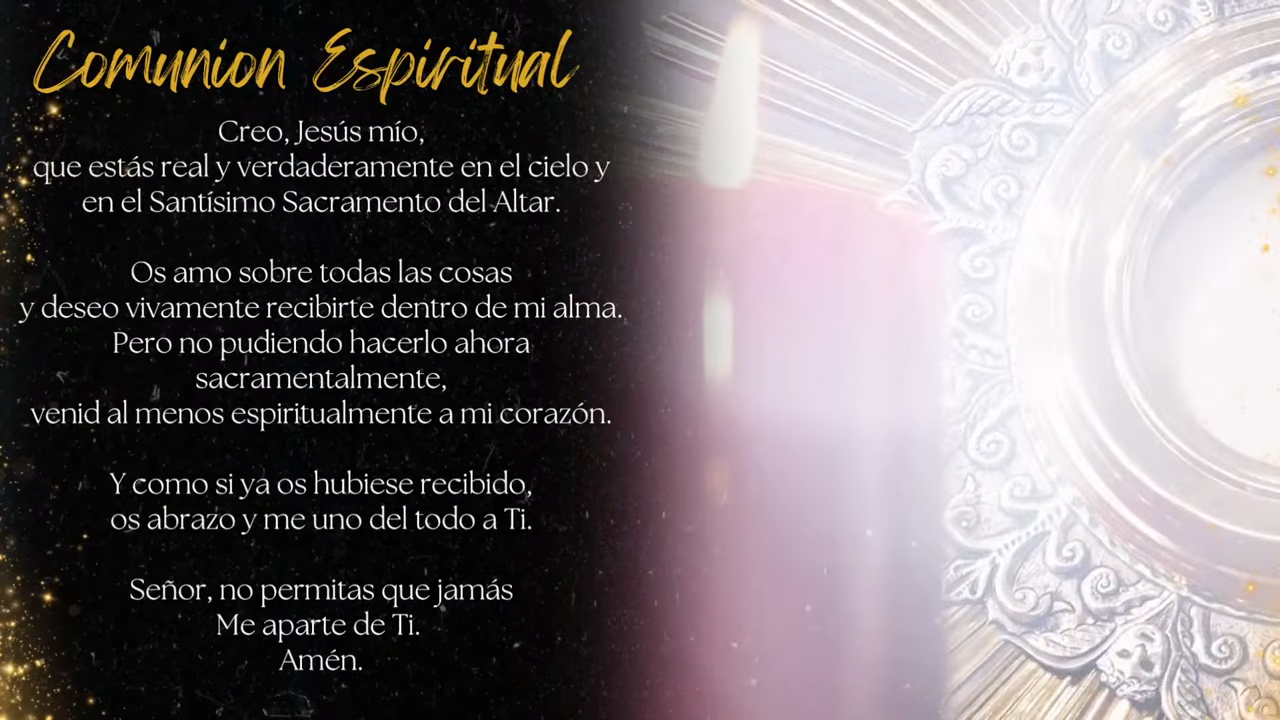 Comunion Espiritual
Creo, Jesús mío,
que estás real y verdaderamente en el cielo y
en el Santísimo Sacramento del Altar.
Os amo sobre todas las cosas
y deseo vivamente recibirte dentro de mi alma.
Pero no pudiendo hacerlo ahora
sacramentalmente,
venid al menos espiritualmente a mi corazón.
Y como si ya os hubiese recibido,
os abrazo y me uno del todo a Ti.
Señor, no permitas que jamás
Me aparte de Ti.
Amén.